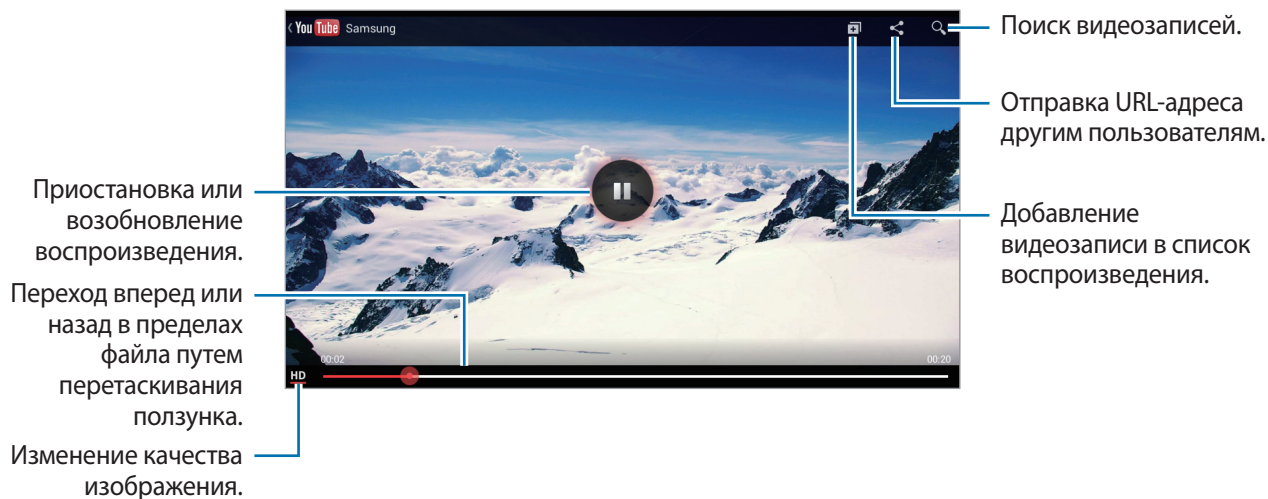 You Tube Samsung
Поиск видеозаписей.
Отправка URL-адреса
другим пользователям.
Добавление
видеозаписи в список
воспроизведения.
Приостановка или
возобновление
воспроизведения.
Переход вперед или
назад в пределах
файла путем
перетаскивания
ползунка.
Изменение качества
изображения.
00:02
00:20
HD